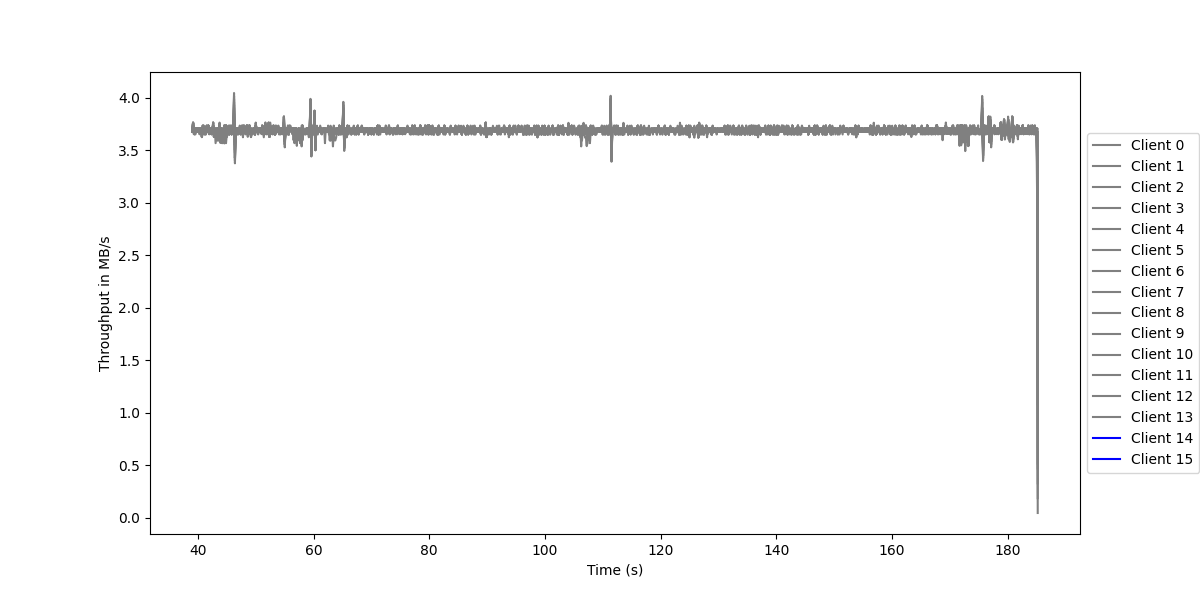 4.0
3.5
3.0
2.5
2.0
1.5
1.0
0.5
0.0
Throughput in MB/s
40 60 80 100 120 140 160 180
Time (s)
Client 0
Client 1
Client 2
Client 3
Client 4
Client 5
Client 6
Client 7
Client 8
Client 9
Client 10
Client 11
Client 12
Client 13
Client 14
Client 15